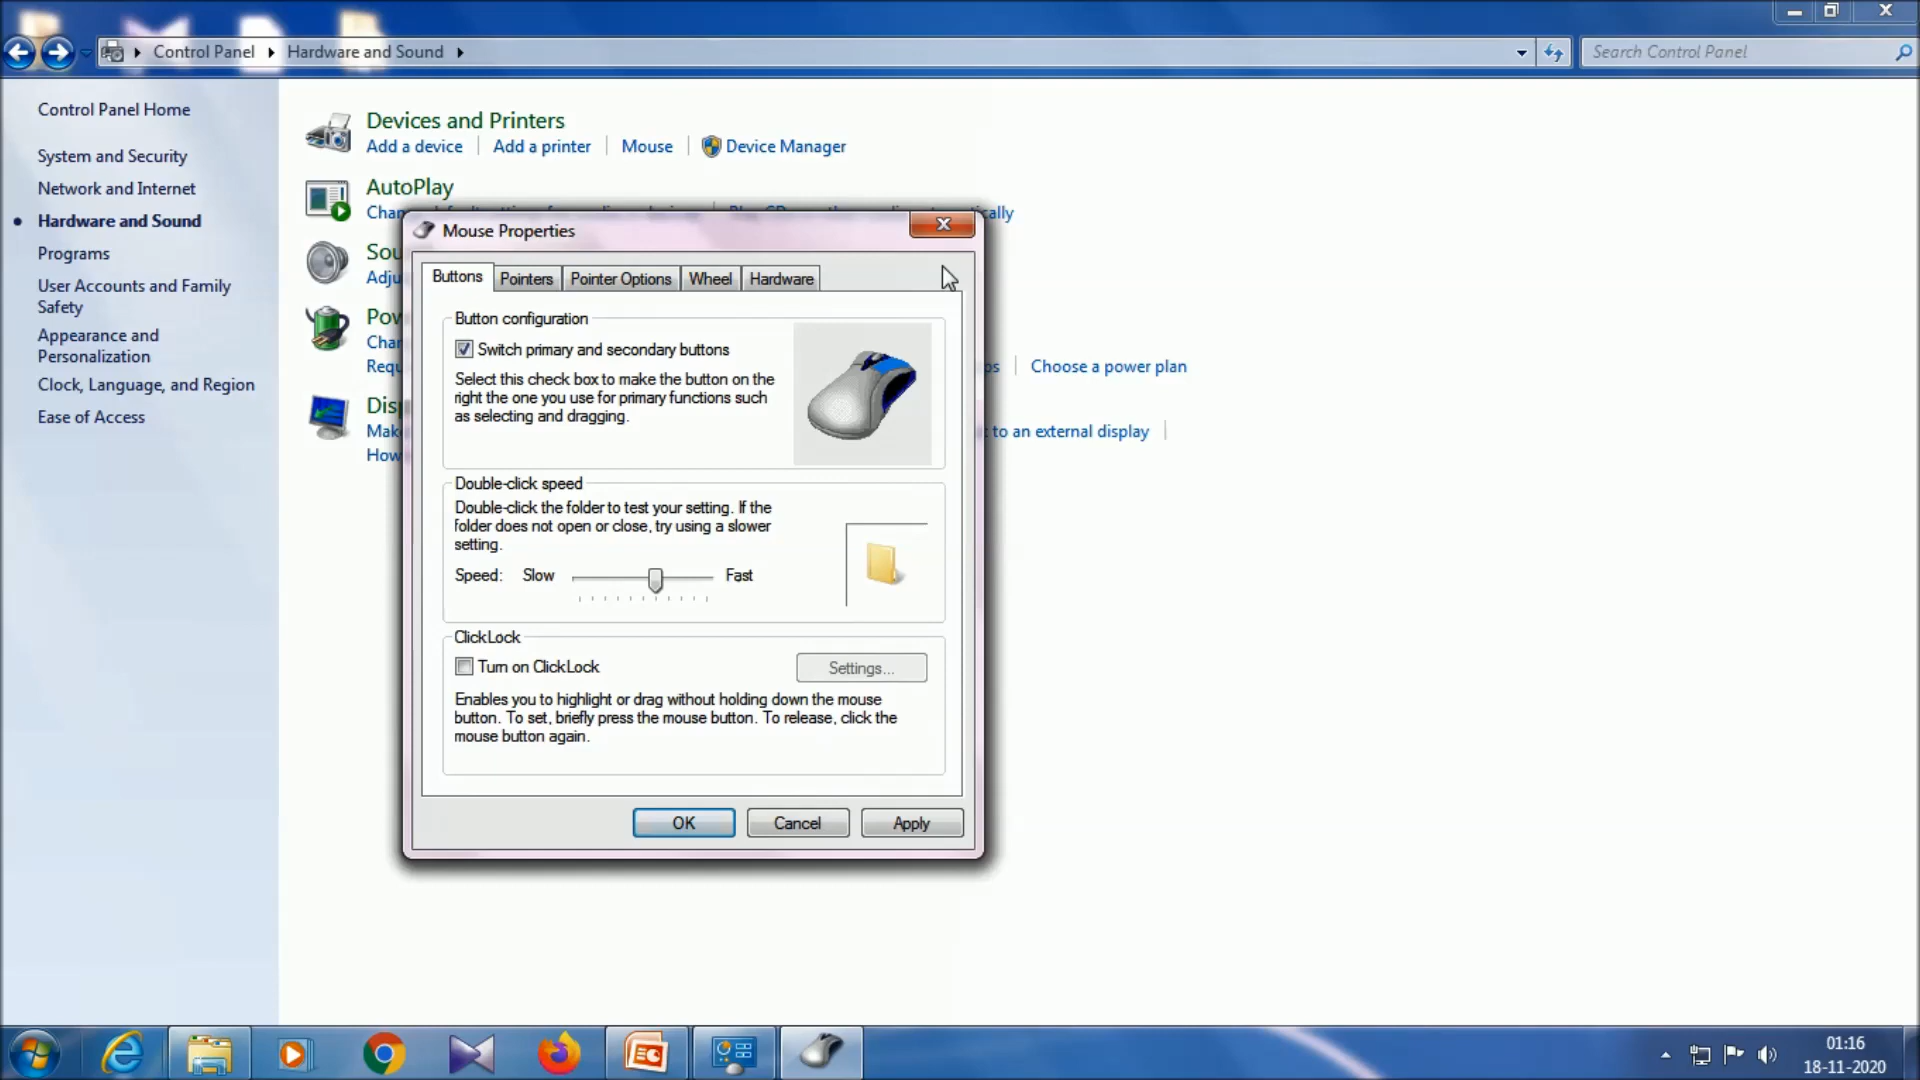 Control Panel
Hardware and Sound
Search Control Panel
Control Panel Home
System and Security
Network and Internet
Hardware and Sound
Programs
User Accounts and Family
Safety
Appearance and
Personalization
Clock, Language, and Region
Ease of Access
Devices and Printers
Add a device
Add a printer
Mouse
Device Manager
AutoPlay
Sou
Adju
Pow
Chan
Requ
Choose a power plan
Disp
Make
to an external display
How
Mouse Properties
Buttons
Pointers
Pointer Options
Wheel
Hardware
Button configuration
Switch primary and secondary buttons
Select this check box to make the button on the
right the one you use for primary functions such
as selecting and dragging.
Double-click speed
Double-click the folder to test your setting. If the
folder does not open or close, try using a slower
setting.
Speed: Slow Fast
ClickLock
Turn on ClickLock
Settings...
Enables you to highlight or drag without holding down the mouse
button. To set, briefly press the mouse button. To release, click the
mouse button again.
OK
Cancel
Apply
01:16
18-11-2020